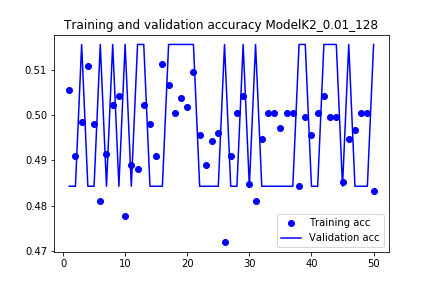 Training and validation accuracy ModelK2_0.01_128
0.51
0.50
0.49
0.48
0.47
0 10 20 30 40 50
Training acc
Validation acc